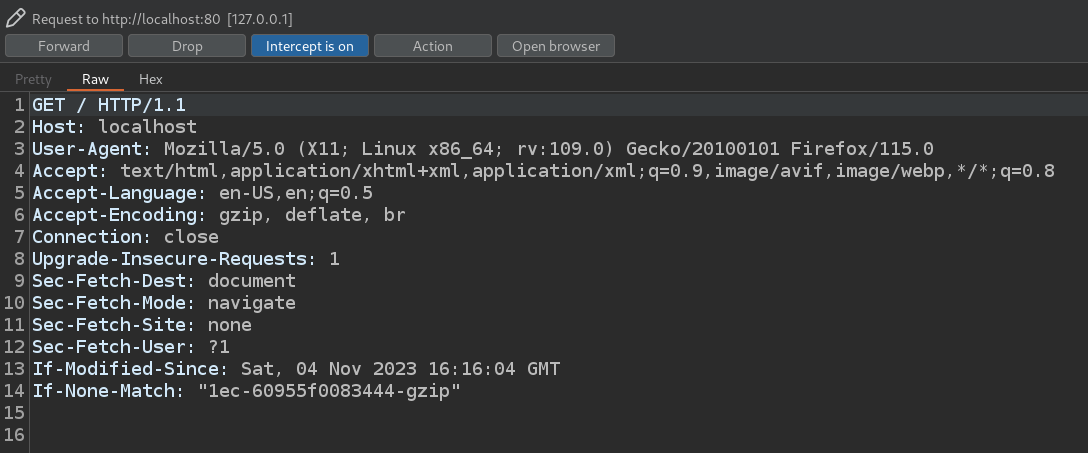 Request to http://localhost:80 [127.0.0.1]
Forward Drop Intercept is on Action Open browser
Pretty Raw Hex
1 GET / HTTP/1.1
2 Host: localhost
3 User-Agent: Mozilla/5.0 (X11; Linux x86_64; rv:109.0) Gecko/20100101 Firefox/115.0
4 Accept: text/html,application/xhtml+xml,application/xml;q=0.9,image/avif,image/webp,*/*;q=0.8
5 Accept-Language: en-US,en;q=0.5
6 Accept-Encoding: gzip, deflate, br
7 Connection: close
8 Upgrade-Insecure-Requests: 1
9 Sec-Fetch-Dest: document
10 Sec-Fetch-Mode: navigate
11 Sec-Fetch-Site: none
12 Sec-Fetch-User: ?1
13 If-Modified-Since: Sat, 04 Nov 2023 16:16:04 GMT
14 If-None-Match: "1ec-60955f0083444-gzip"
15
16